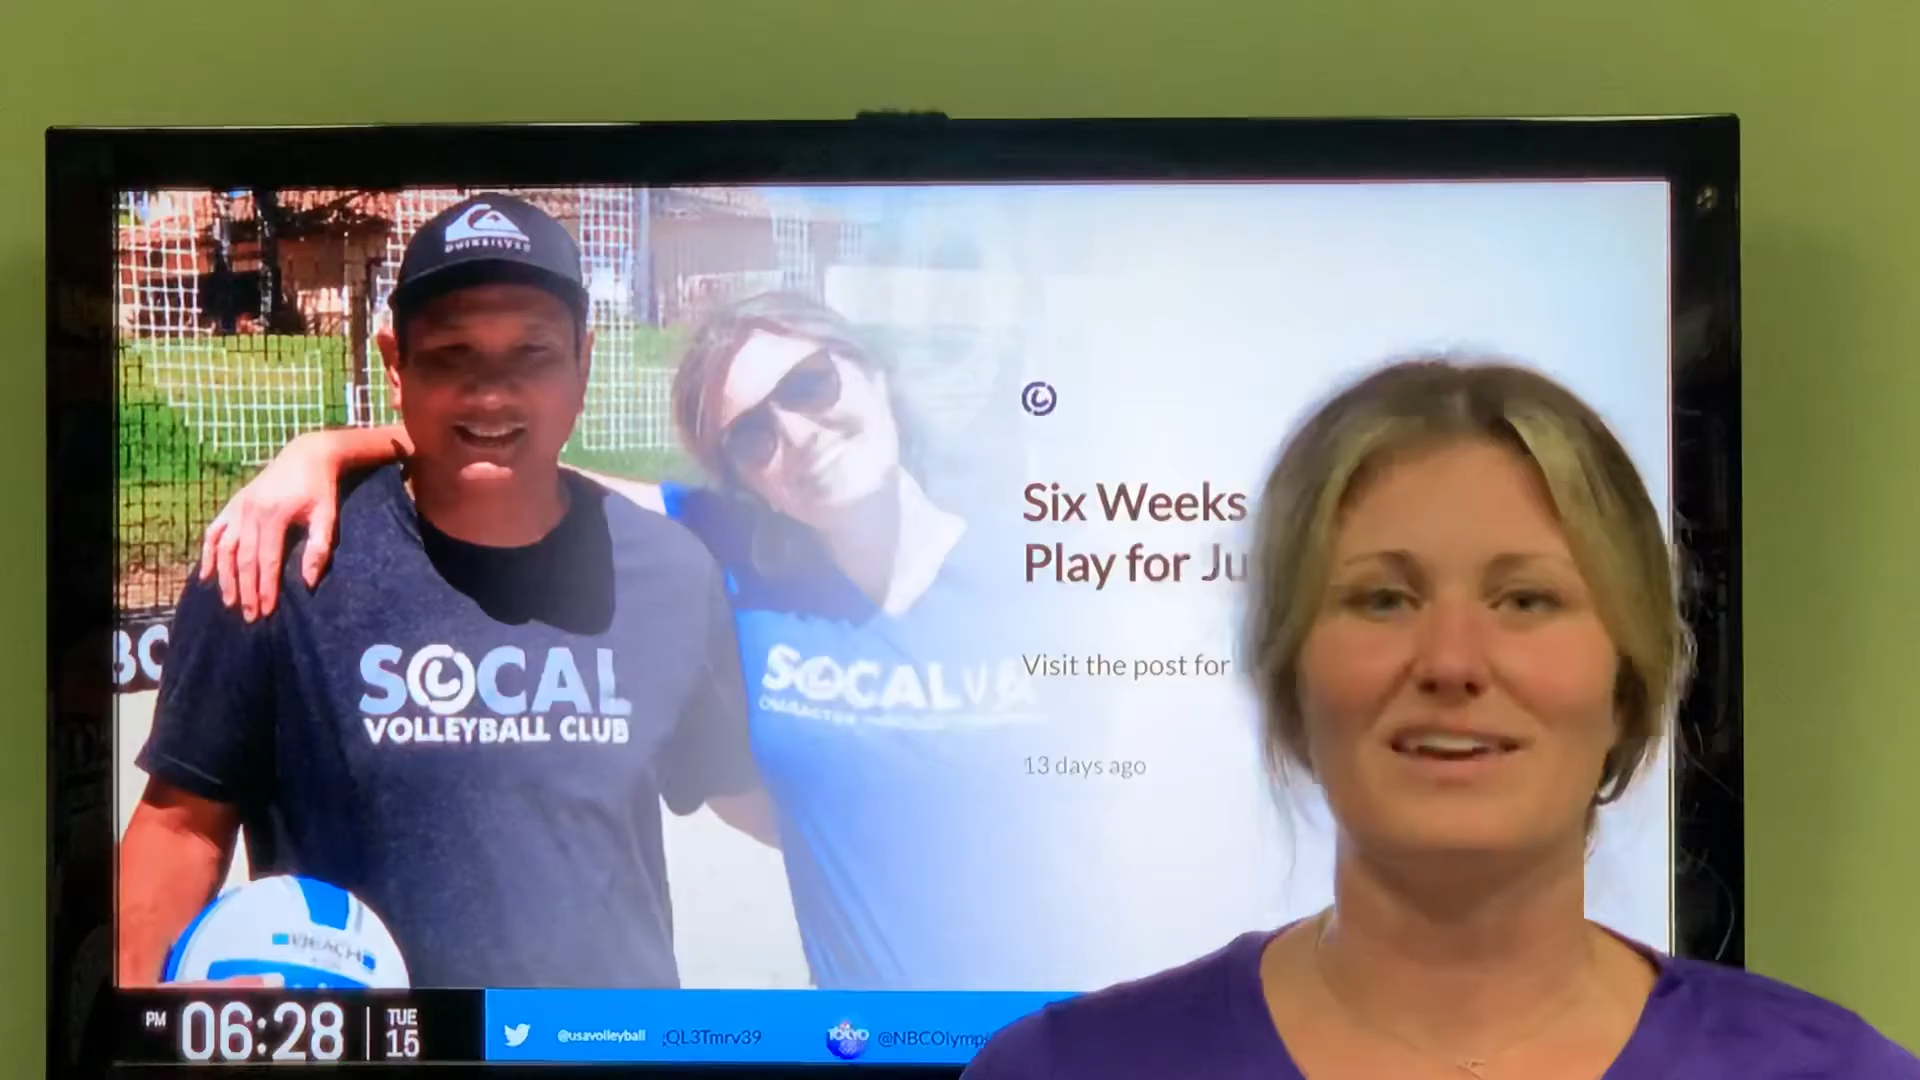 QUIKSILVER
SOCAL
VOLLEYBALL CLUB
SOCAL
Six Weeks
Play for Ju
Visit the post for
13 days ago
BEACH
PM 06:28 TUE 15
@usavolleyball ;QL3Tmrv39 TOKYO @NBCOlymp